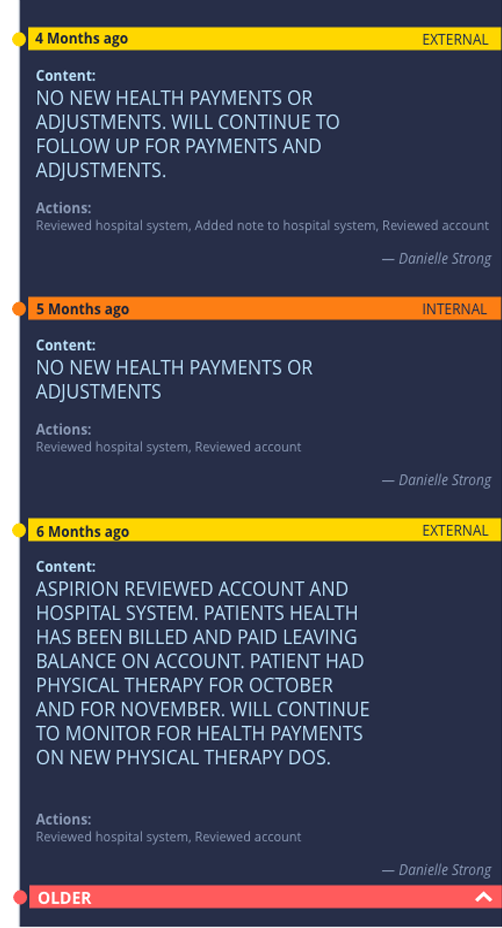 4 Months ago EXTERNAL
Content:
NO NEW HEALTH PAYMENTS OR
ADJUSTMENTS. WILL CONTINUE TO
FOLLOW UP FOR PAYMENTS AND
ADJUSTMENTS.
Actions:
Reviewed hospital system, Added note to hospital system, Reviewed account
— Danielle Strong
5 Months ago INTERNAL
Content:
NO NEW HEALTH PAYMENTS OR
ADJUSTMENTS
Actions:
Reviewed hospital system, Reviewed account
— Danielle Strong
6 Months ago EXTERNAL
Content:
ASPIRION REVIEWED ACCOUNT AND
HOSPITAL SYSTEM. PATIENTS HEALTH
HAS BEEN BILLED AND PAID LEAVING
BALANCE ON ACCOUNT. PATIENT HAD
PHYSICAL THERAPY FOR OCTOBER
AND FOR NOVEMBER. WILL CONTINUE
TO MONITOR FOR HEALTH PAYMENTS
ON NEW PHYSICAL THERAPY DOS.
Actions:
Reviewed hospital system, Reviewed account
— Danielle Strong
OLDER